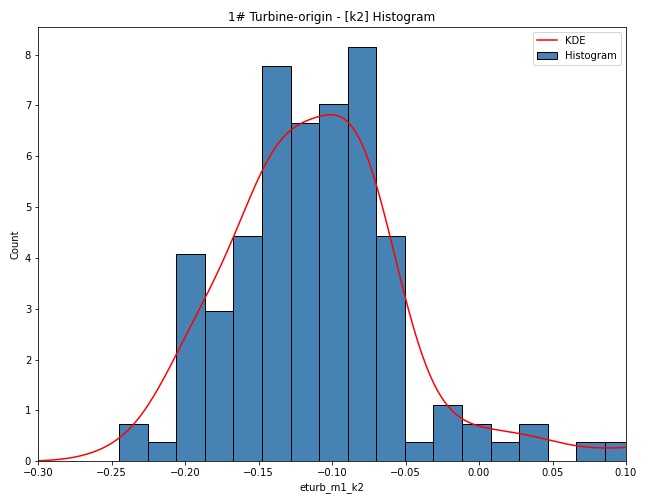 1# Turbine-origin - [k2] Histogram
KDE
Histogram
8
7
6
5
4
3
2
1
0
Count
−0.30 −0.25 −0.20 −0.15 −0.10 −0.05 0.00 0.05 0.10
eturb_m1_k2